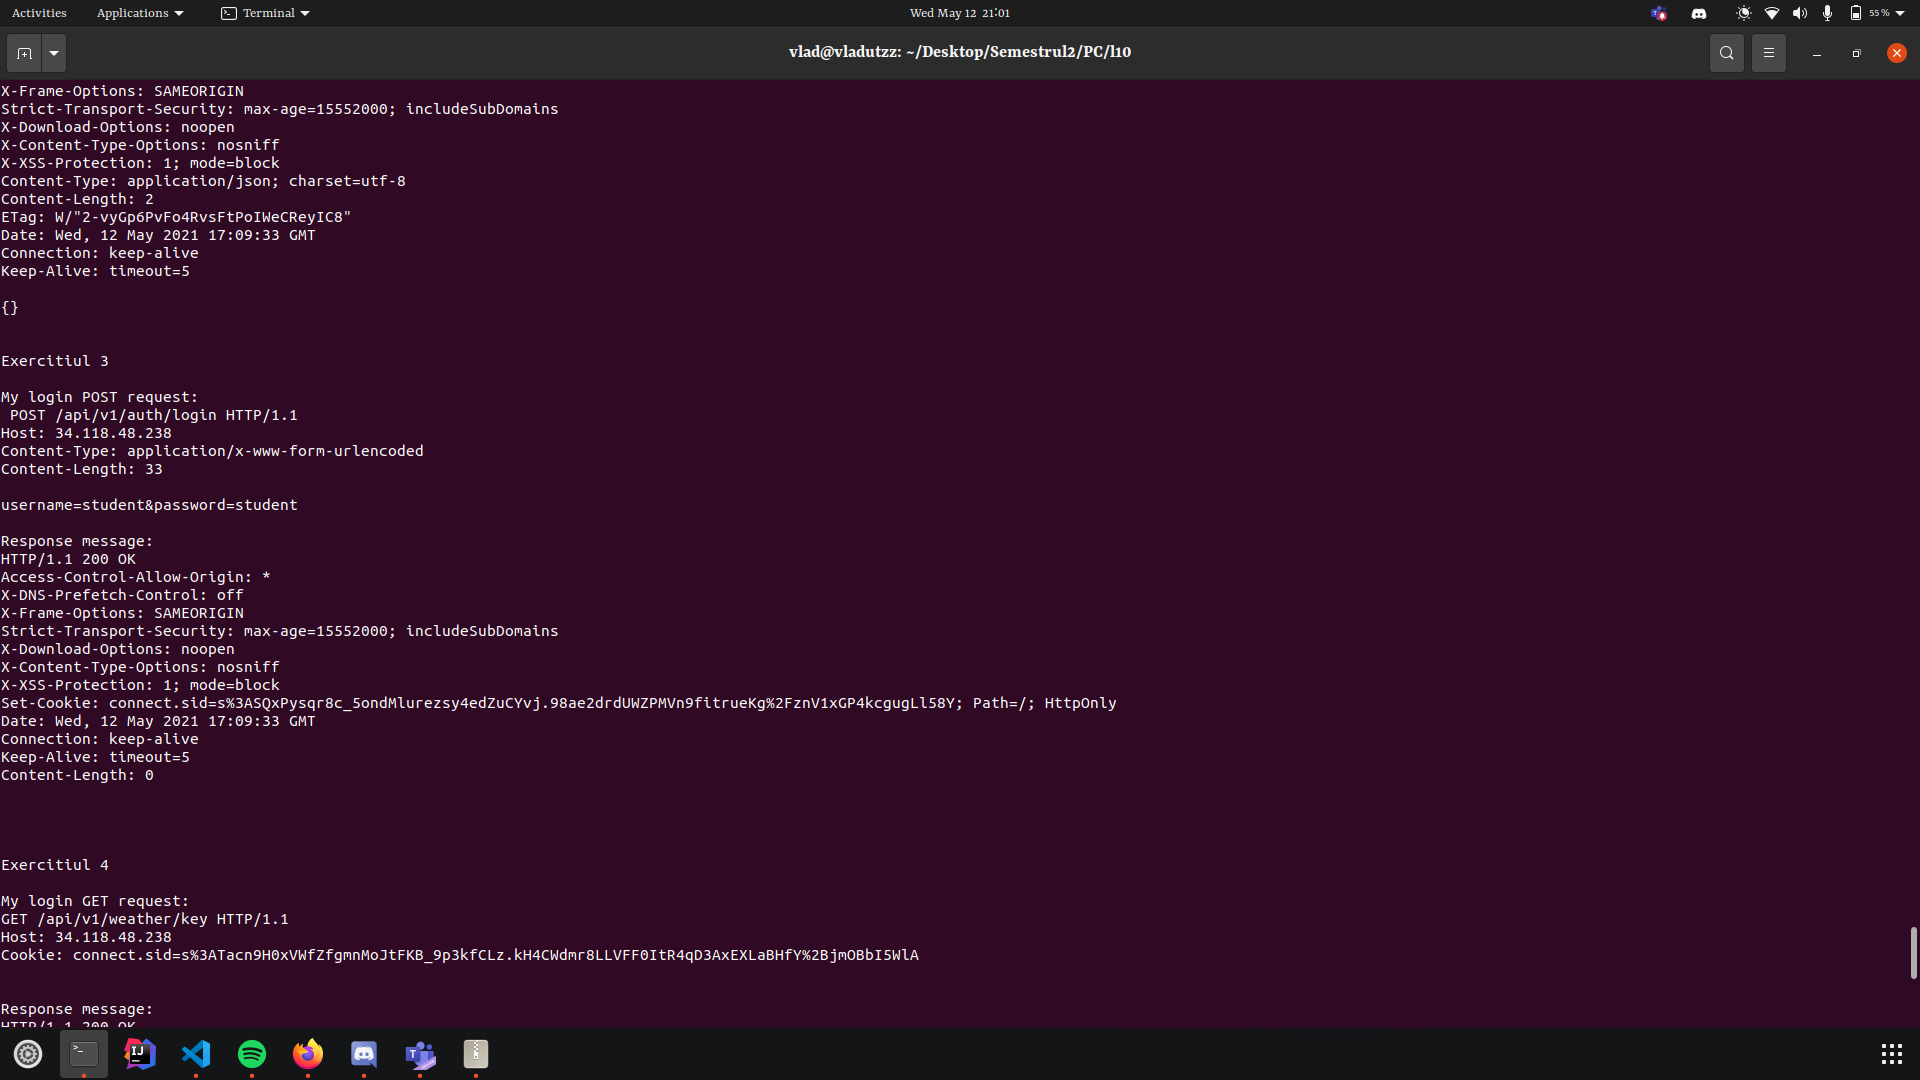 Activities Applications Terminal Wed May 12 21:01 55 %
vlad@vladutzz: ~/Desktop/Semestrul2/PC/l10
X-Frame-Options: SAMEORIGIN
Strict-Transport-Security: max-age=15552000; includeSubDomains
X-Download-Options: noopen
X-Content-Type-Options: nosniff
X-XSS-Protection: 1; mode=block
Content-Type: application/json; charset=utf-8
Content-Length: 2
ETag: W/"2-vyGp6PvFo4RvsFtPoIWeCReyIC8"
Date: Wed, 12 May 2021 17:09:33 GMT
Connection: keep-alive
Keep-Alive: timeout=5
{}
Exercitiul 3
My login POST request:
POST /api/v1/auth/login HTTP/1.1
Host: 34.118.48.238
Content-Type: application/x-www-form-urlencoded
Content-Length: 33
username=student&password=student
Response message:
HTTP/1.1 200 OK
Access-Control-Allow-Origin: *
X-DNS-Prefetch-Control: off
X-Frame-Options: SAMEORIGIN
Strict-Transport-Security: max-age=15552000; includeSubDomains
X-Download-Options: noopen
X-Content-Type-Options: nosniff
X-XSS-Protection: 1; mode=block
Set-Cookie: connect.sid=s%3ASQxPysqr8c_5ondMlurezsy4edZuCYvj.98ae2drdUWZPMVn9fitrueKg%2FznV1xGP4kcgugLl58Y; Path=/; HttpOnly
Date: Wed, 12 May 2021 17:09:33 GMT
Connection: keep-alive
Keep-Alive: timeout=5
Content-Length: 0
Exercitiul 4
My login GET request:
GET /api/v1/weather/key HTTP/1.1
Host: 34.118.48.238
Cookie: connect.sid=s%3ATacn9H0xVWfZfgmnMoJtFKB_9p3kfCLz.kH4CWdmr8LLVFF0ItR4qD3AxEXLaBHfY%2BjmOBbI5WlA
Response message:
HTTP/1.1 200 OK